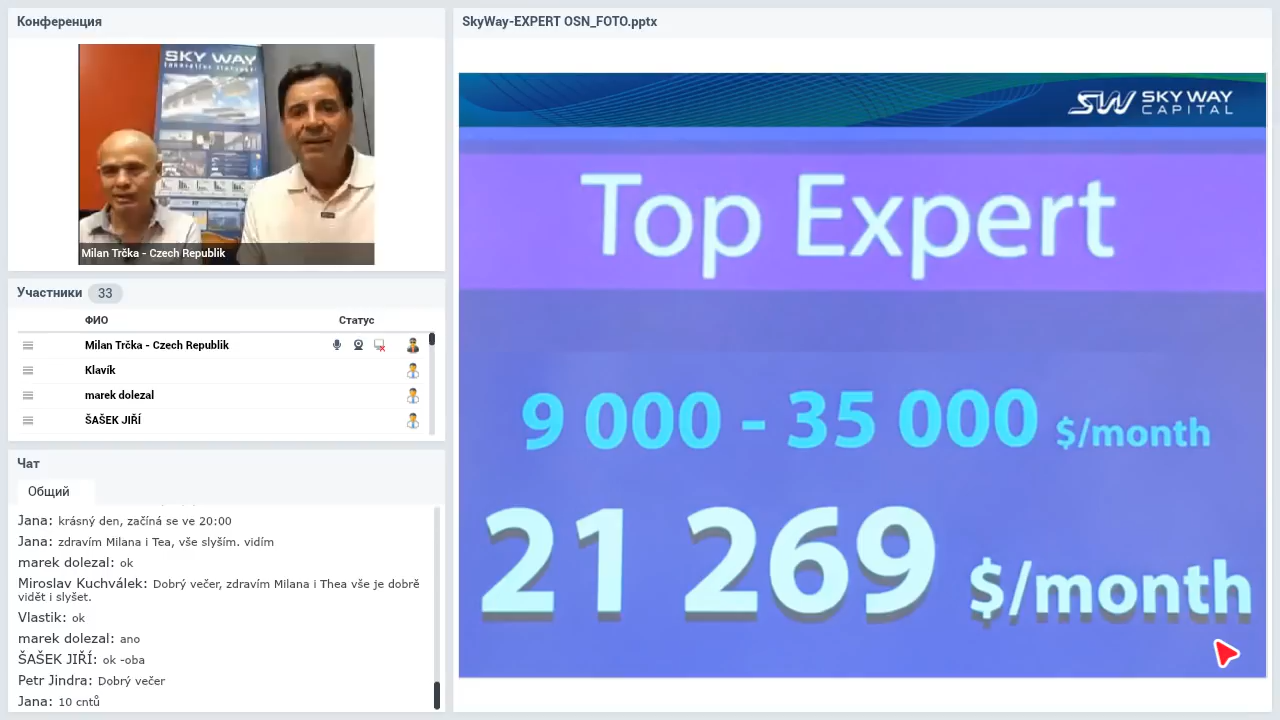 Конференция
SKY WAY
Milan Trčka - Czech Republik
Участники 33
ФИО Статус
Milan Trčka - Czech Republik
Klavík
marek dolezal
ŠAŠEK JIŘÍ
Чат
Общий
Jana: krásný den, začíná se ve 20:00
Jana: zdravím Milana i Tea, vše slyším. vidím
marek dolezal: ok
Miroslav Kuchválek: Dobrý večer, zdravím Milana i Thea vše je dobrě
vidět i slyšet.
Vlastik: ok
marek dolezal: ano
ŠAŠEK JIŘÍ: ok -oba
Petr Jindra: Dobrý večer
Jana: 10 cntů
SkyWay-EXPERT OSN_FOTO.pptx
SW SKY WAY
CAPITAL
Top Expert
9 000 - 35 000 $/month
21 269 $/month